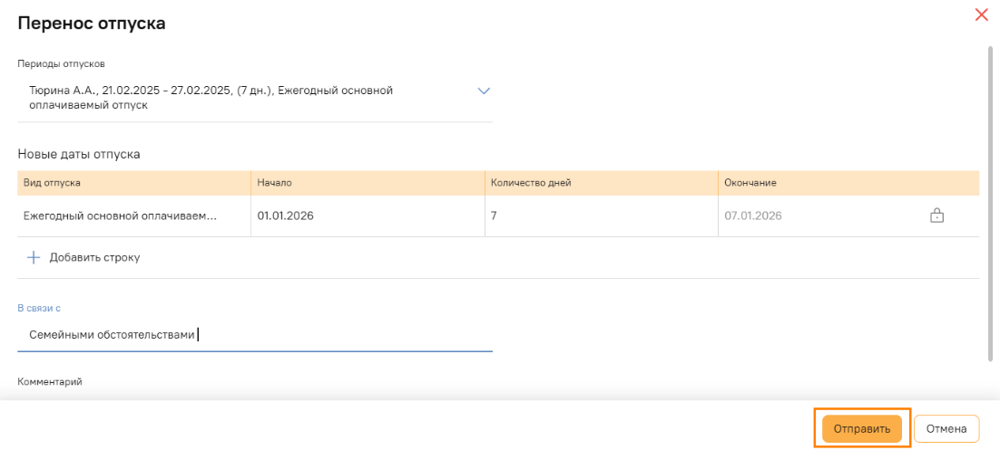 Перенос отпуска
Периоды отпусков
Тюрина А.А., 21.02.2025 - 27.02.2025, (7 дн.), Ежегодный основной
оплачиваемый отпуск
Новые даты отпуска
Вид отпуска Начало Количество дней Окончание
Ежегодный основной оплачиваем... 01.01.2026 7 07.01.2026
Добавить строку
В связи с
Семейными обстоятельствами
Комментарий
Отправить Отмена